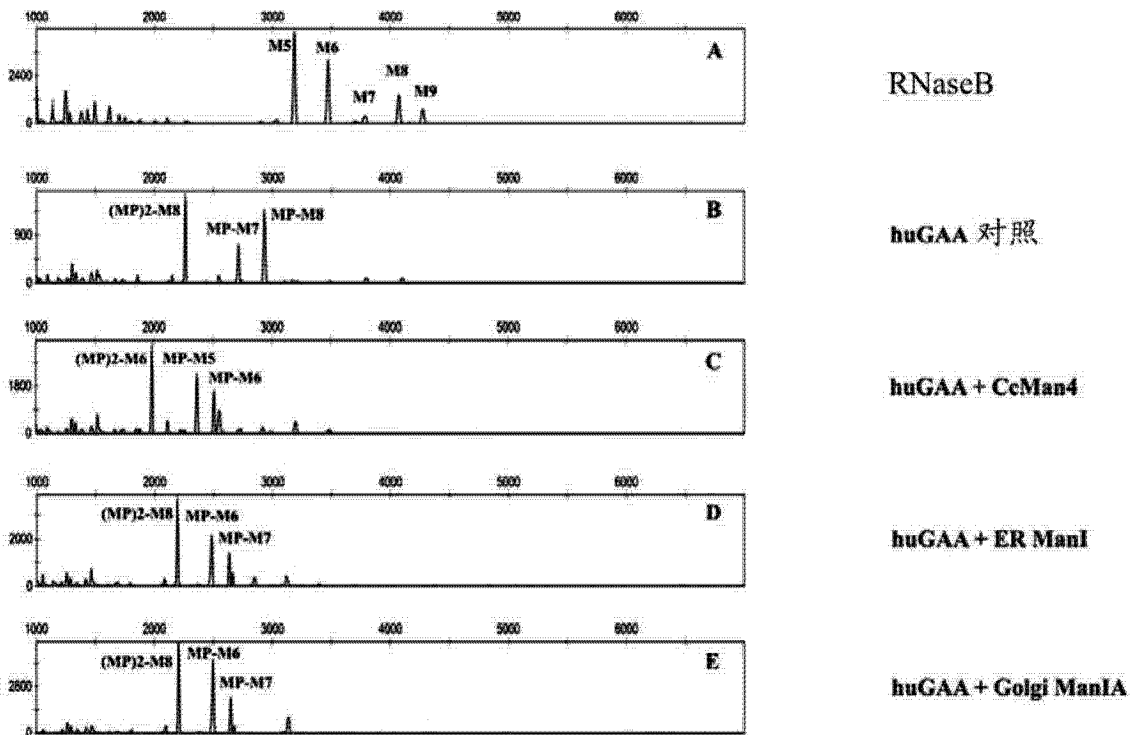 1000 2000 3000 4000 5000 6000
M5 M6 A
M8
2400 RNaseB
M7 M9
0
1000 2000 3000 4000 5000 6000
(MP)2-M8 MP-M8 B
MP-M7
900 huGAA 对照
0
1000 2000 3000 4000 5000 6000
(MP)2-M6 MP-M5 C
MP-M6
1800 huGAA + CcMan4
0
1000 2000 3000 4000 5000 6000
(MP)2-M8 MP-M6 D
MP-M7
2000 huGAA + ER ManI
0
1000 2000 3000 4000 5000 6000
(MP)2-M8 MP-M6 E
MP-M7
huGAA + Golgi ManIA
0